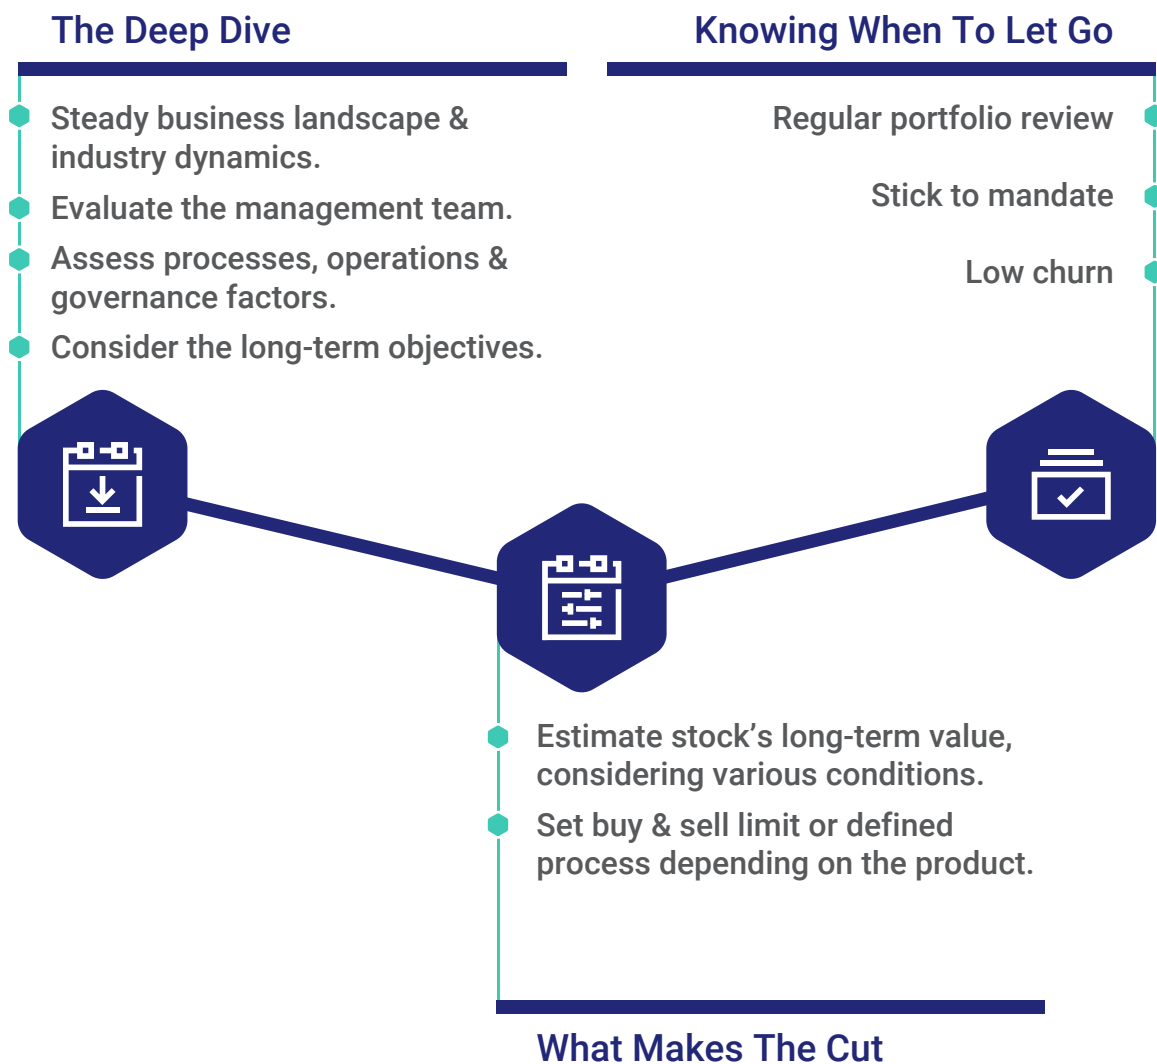 The Deep Dive
Steady business landscape &
industry dynamics.
Evaluate the management team.
Assess processes, operations &
governance factors.
Consider the long-term objectives.
Knowing When To Let Go
Regular portfolio review
Stick to mandate
Low churn
Estimate stock’s long-term value,
considering various conditions.
Set buy & sell limit or defined
process depending on the product.
What Makes The Cut